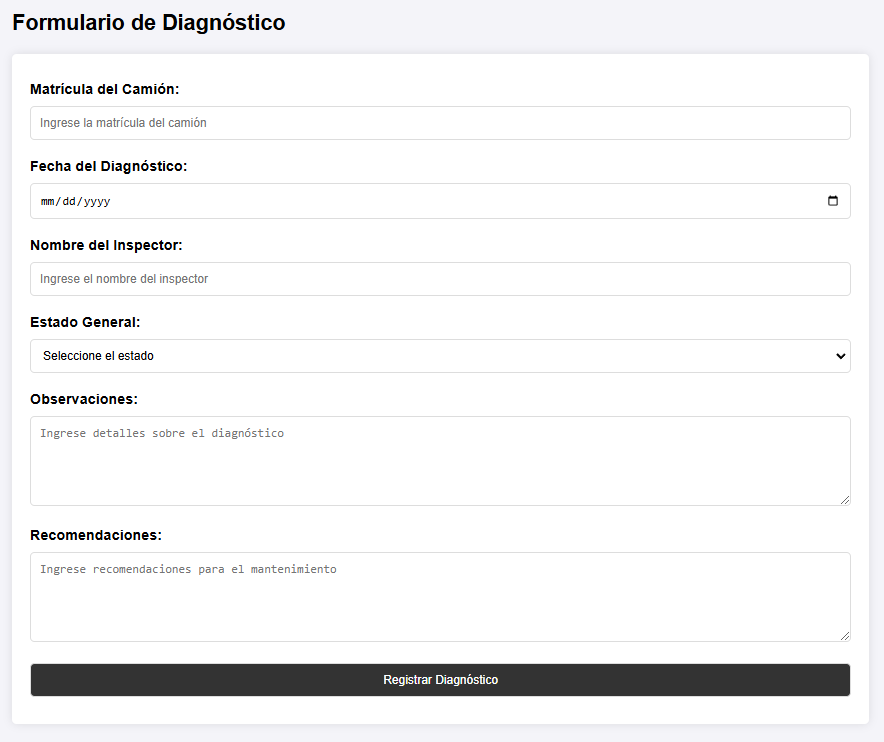 Formulario de Diagnóstico
Matrícula del Camión:
Ingrese la matrícula del camión
Fecha del Diagnóstico:
mm/dd/yyyy
Nombre del Inspector:
Ingrese el nombre del inspector
Estado General:
Seleccione el estado
Observaciones:
Ingrese detalles sobre el diagnóstico
Recomendaciones:
Ingrese recomendaciones para el mantenimiento
Registrar Diagnóstico